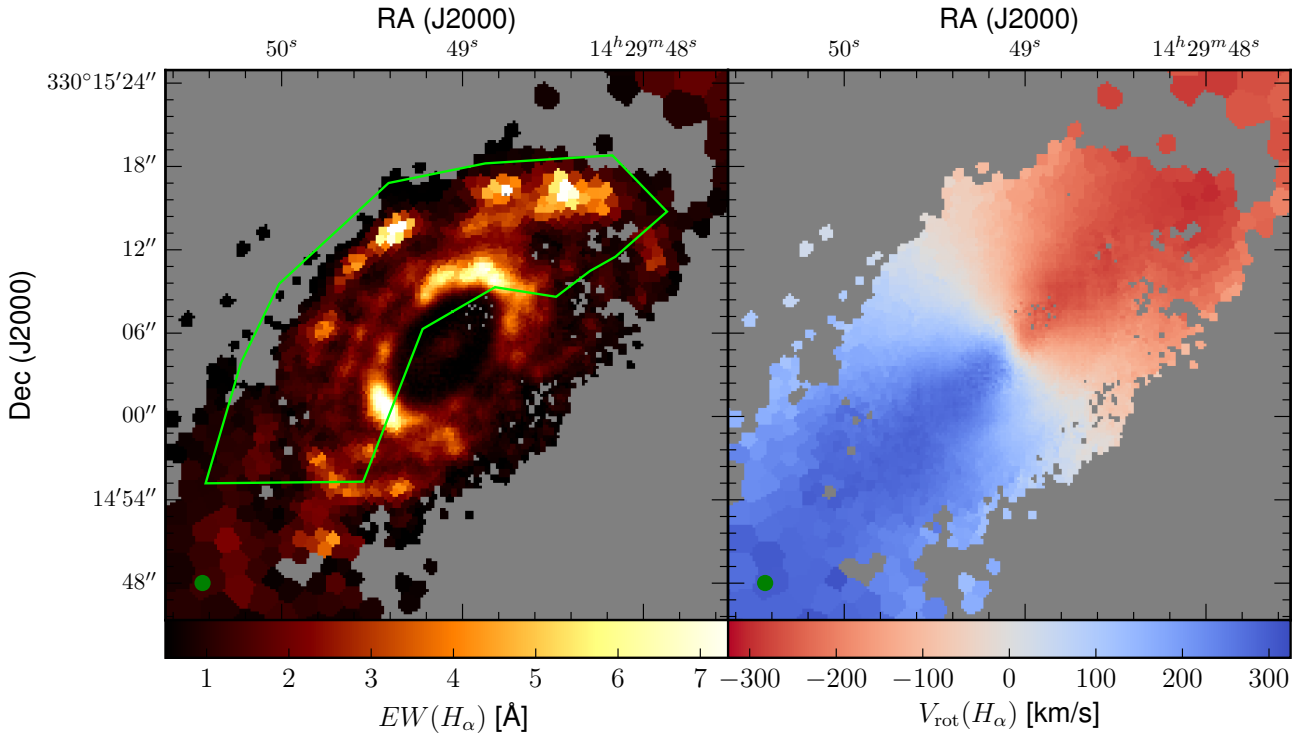 RA (J2000) RA (J2000)
50ˢ 49ˢ 14ʰ29ᵐ48ˢ 50ˢ 49ˢ 14ʰ29ᵐ48ˢ
330°15′24″
18″
12″
06″
00″
14′54″
48″
Dec (J2000)
1 2 3 4 5 6 7 −300 −200 −100 0 100 200 300
EW(Hα) [Å] Vrot(Hα) [km/s]